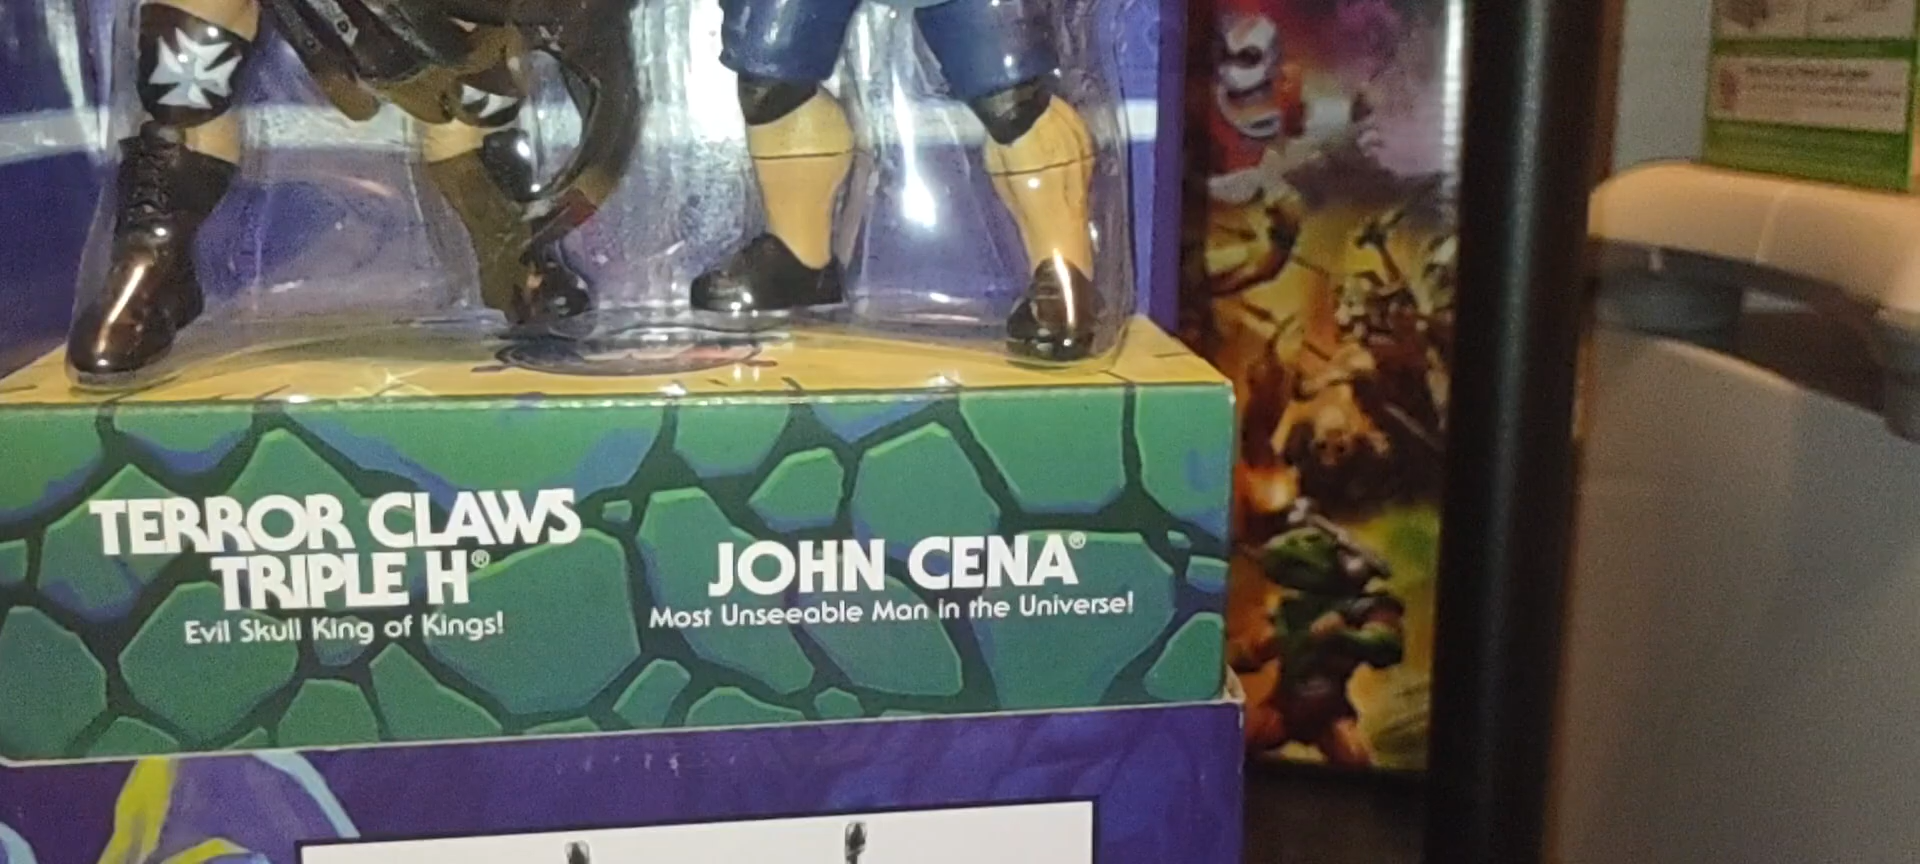 TERROR CLAWS
TRIPLE H®
Evil Skull King of Kings!
JOHN CENA®
Most Unseeable Man in the Universe!